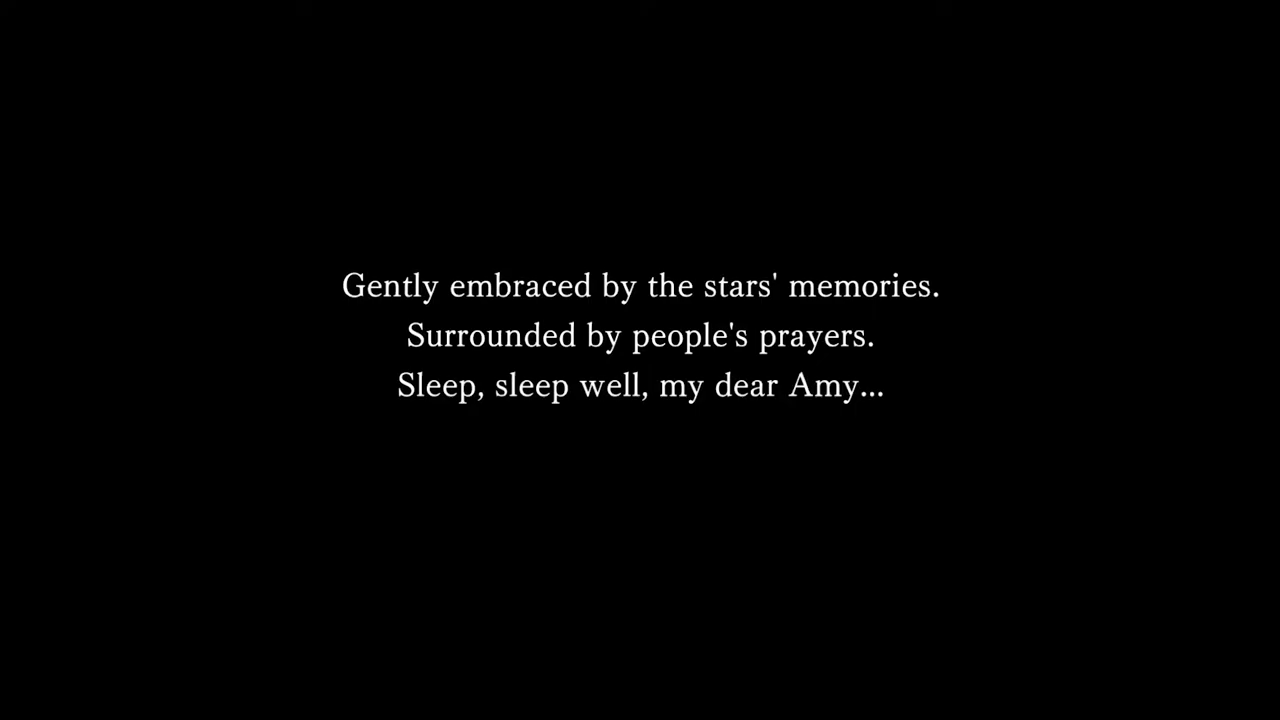 Gently embraced by the stars' memories.
Surrounded by people's prayers.
Sleep, sleep well, my dear Amy...